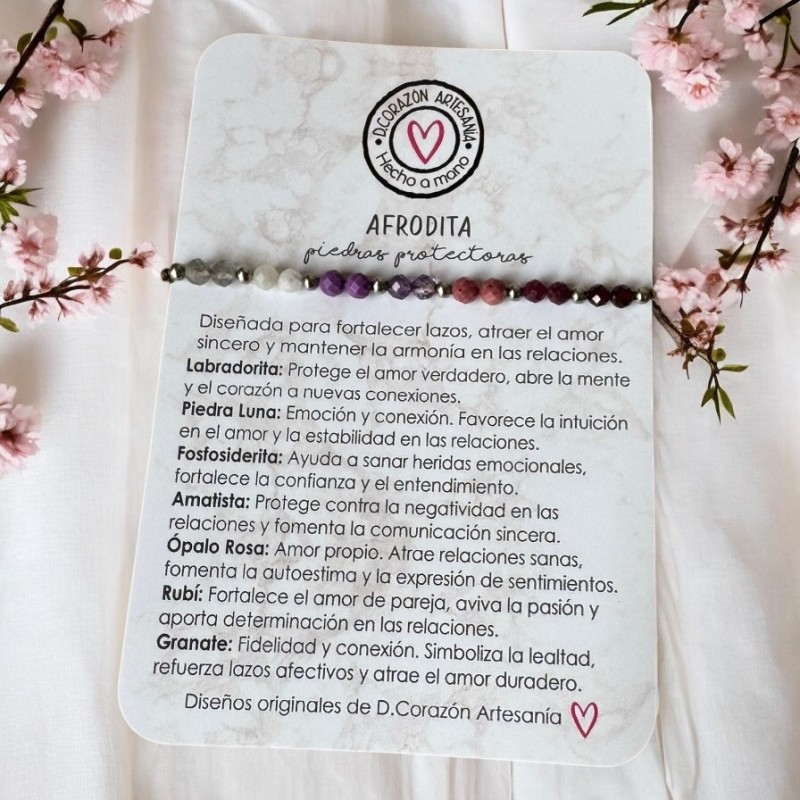 D.CORAZÓN ARTESANÍA
Hecho a mano
AFRODITA
piedras protectoras
Diseñada para fortalecer lazos, atraer el amor
sincero y mantener la armonía en las relaciones.
Labradorita: Protege el amor verdadero, abre la mente
y el corazón a nuevas conexiones.
Piedra Luna: Emoción y conexión. Favorece la intuición
en el amor y la estabilidad en las relaciones.
Fosfosiderita: Ayuda a sanar heridas emocionales,
fortalece la confianza y el entendimiento.
Amatista: Protege contra la negatividad en las
relaciones y fomenta la comunicación sincera.
Ópalo Rosa: Amor propio. Atrae relaciones sanas,
fomenta la autoestima y la expresión de sentimientos.
Rubí: Fortalece el amor de pareja, aviva la pasión y
aporta determinación en las relaciones.
Granate: Fidelidad y conexión. Simboliza la lealtad,
refuerza lazos afectivos y atrae el amor duradero.
Diseños originales de D.Corazón Artesanía